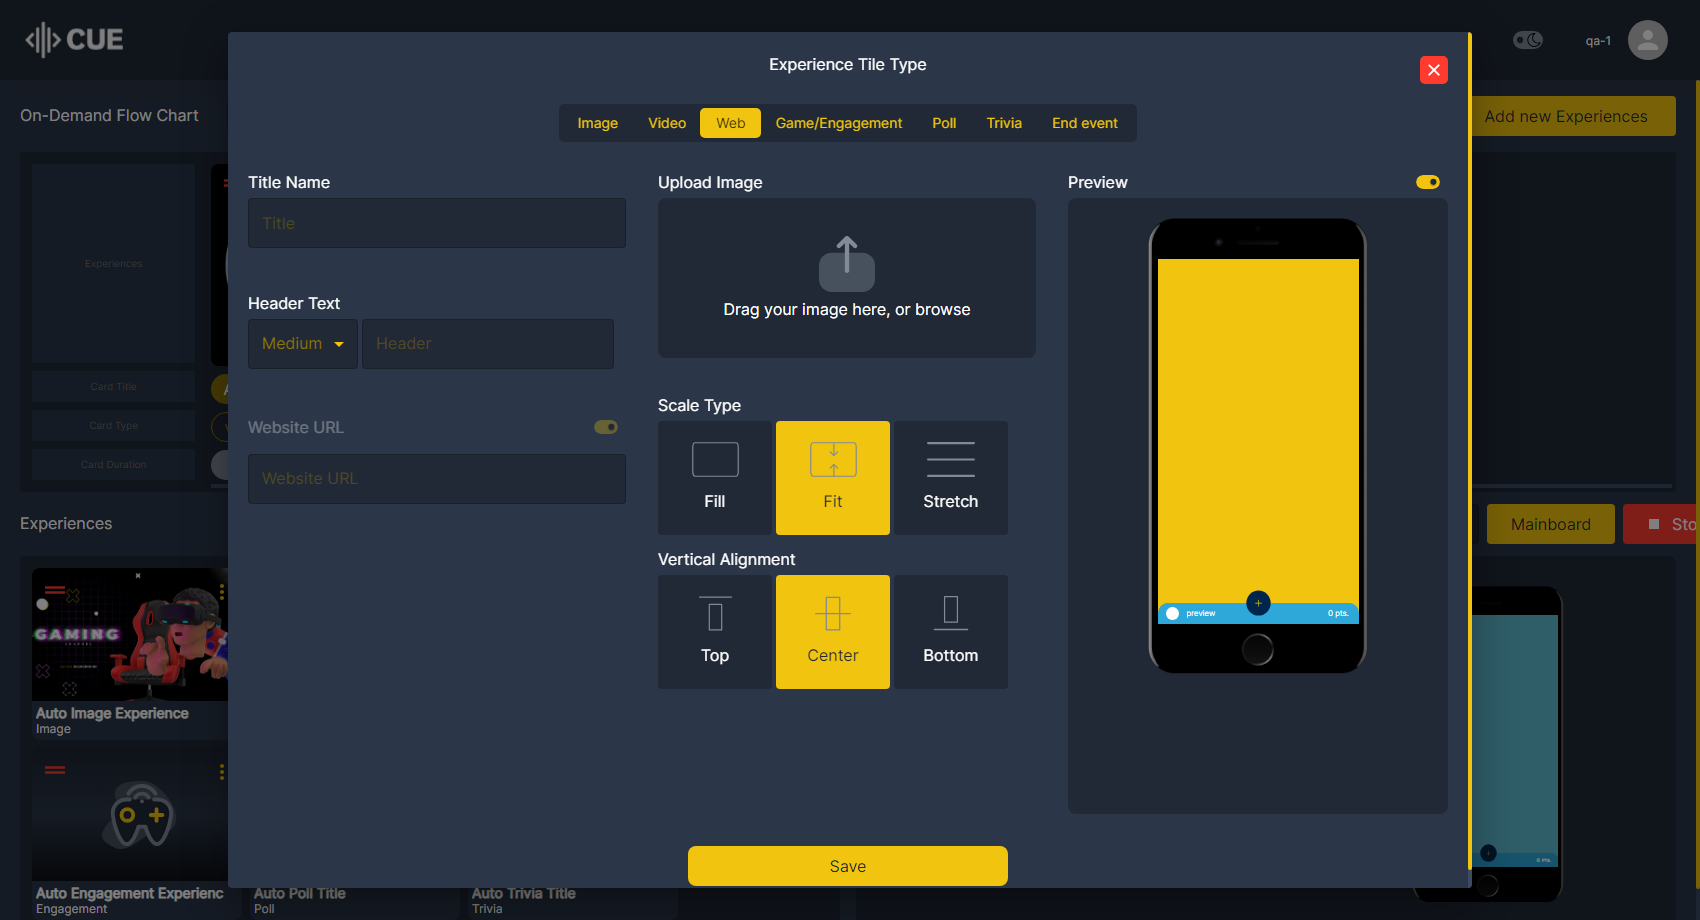 CUE
qa-1
Experience Tile Type
On-Demand Flow Chart
Add new Experiences
Image
Video
Web
Game/Engagement
Poll
Trivia
End event
Title Name
Title
Upload Image
Drag your image here, or browse
Preview
Experiences
Header Text
Medium
Header
Card Title
Card Type
Card Duration
Website URL
Website URL
Scale Type
Fill
Fit
Stretch
Vertical Alignment
Top
Center
Bottom
preview
0 pts.
Experiences
Mainboard
Sto
GAMING
Auto Image Experience
Image
Save
0 pts.
Auto Engagement Experienc
Engagement
Auto Poll Title
Poll
Auto Trivia Title
Trivia